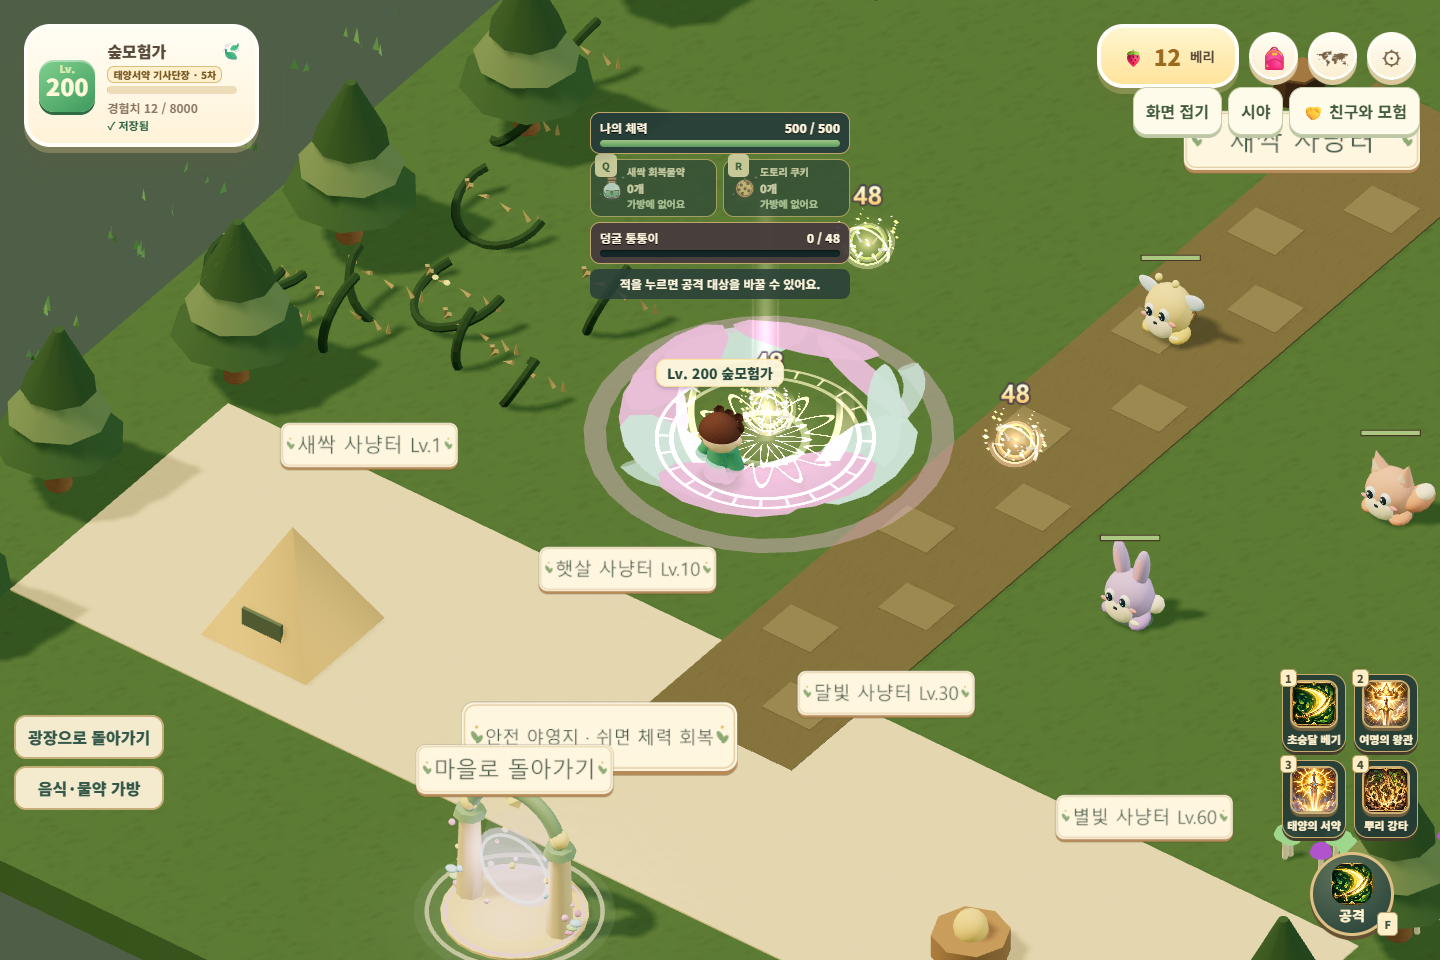 Lv.
200
숲모험가
태양서약 기사단장 · 5차
경험치 12 / 8000
✓ 저장됨
12 베리
화면 접기
시야
친구와 모험
새싹 사냥터
나의 체력
500 / 500
Q
새싹 회복물약
0개
가방에 없어요
R
도토리 쿠키
0개
가방에 없어요
48
덩굴 통통이
0 / 48
적을 누르면 공격 대상을 바꿀 수 있어요.
48
Lv. 200 숲모험가
48
새싹 사냥터 Lv.1
햇살 사냥터 Lv.10
달빛 사냥터 Lv.30
안전 야영지 · 쉬면 체력 회복
마을로 돌아가기
별빛 사냥터 Lv.60
광장으로 돌아가기
음식·물약 가방
1
초승달 베기
2
여명의 왕관
3
태양의 서약
4
뿌리 강타
공격
F